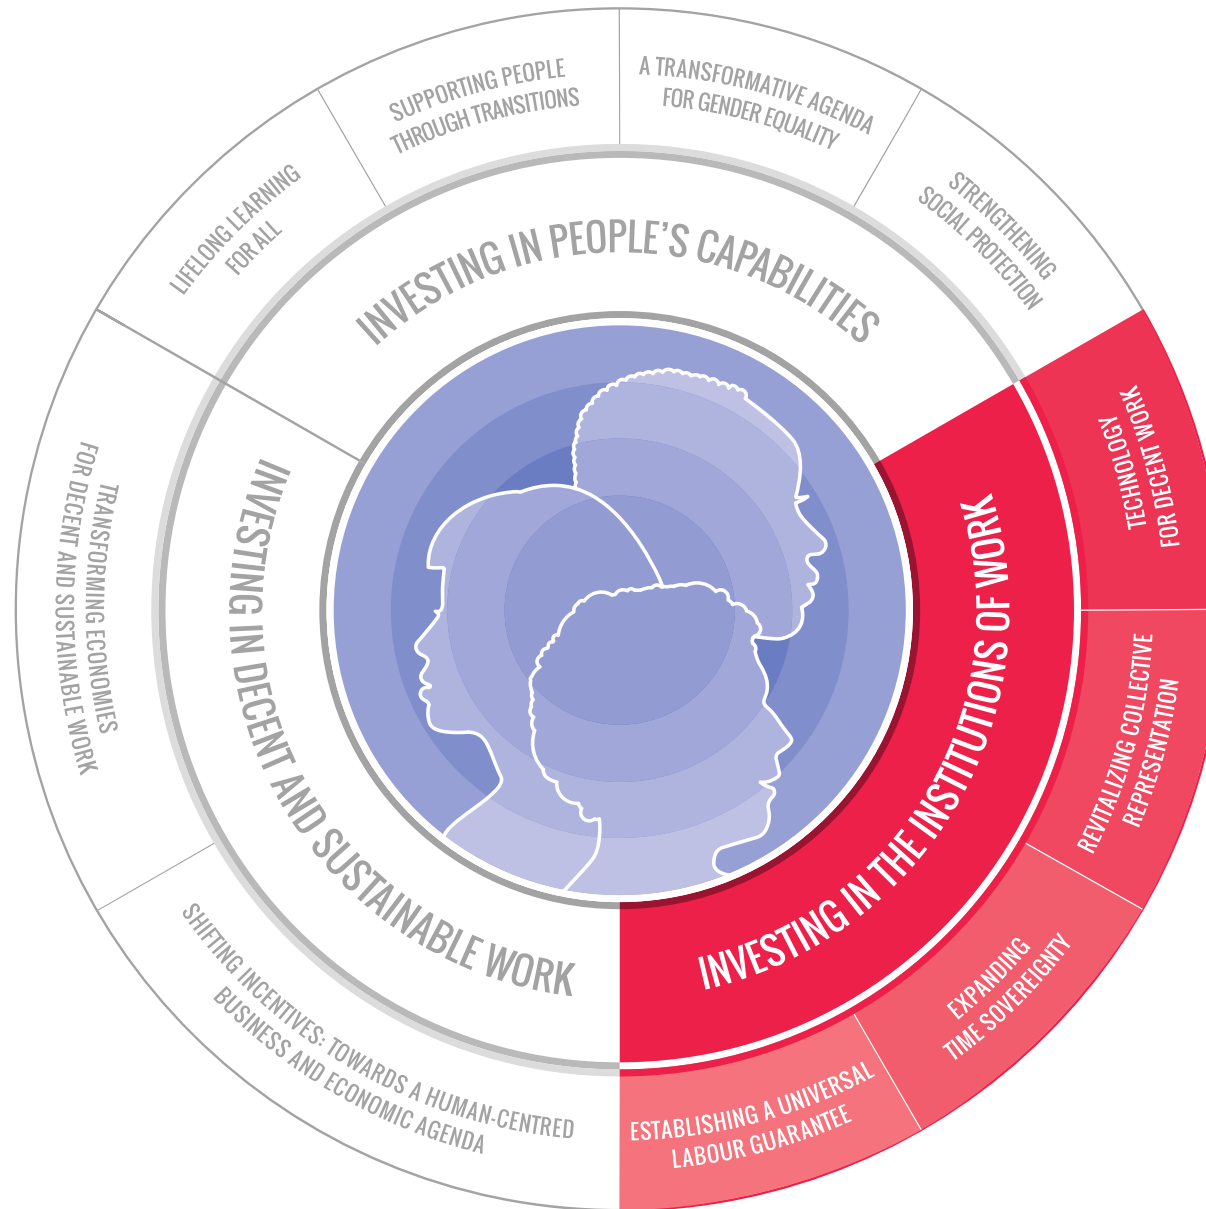 SUPPORTING PEOPLE
THROUGH TRANSITIONS
A TRANSFORMATIVE AGENDA
FOR GENDER EQUALITY
LIFELONG LEARNING
FOR ALL
STRENGTHENING
SOCIAL PROTECTION
INVESTING IN PEOPLE’S CAPABILITIES
TECHNOLOGY
FOR DECENT WORK
REVITALIZING COLLECTIVE
REPRESENTATION
EXPANDING
TIME SOVEREIGNTY
ESTABLISHING A UNIVERSAL
LABOUR GUARANTEE
INVESTING IN THE INSTITUTIONS OF WORK
TRANSFORMING ECONOMIES
FOR DECENT AND SUSTAINABLE WORK
SHIFTING INCENTIVES: TOWARDS A HUMAN-CENTRED
BUSINESS AND ECONOMIC AGENDA
INVESTING IN DECENT AND SUSTAINABLE WORK